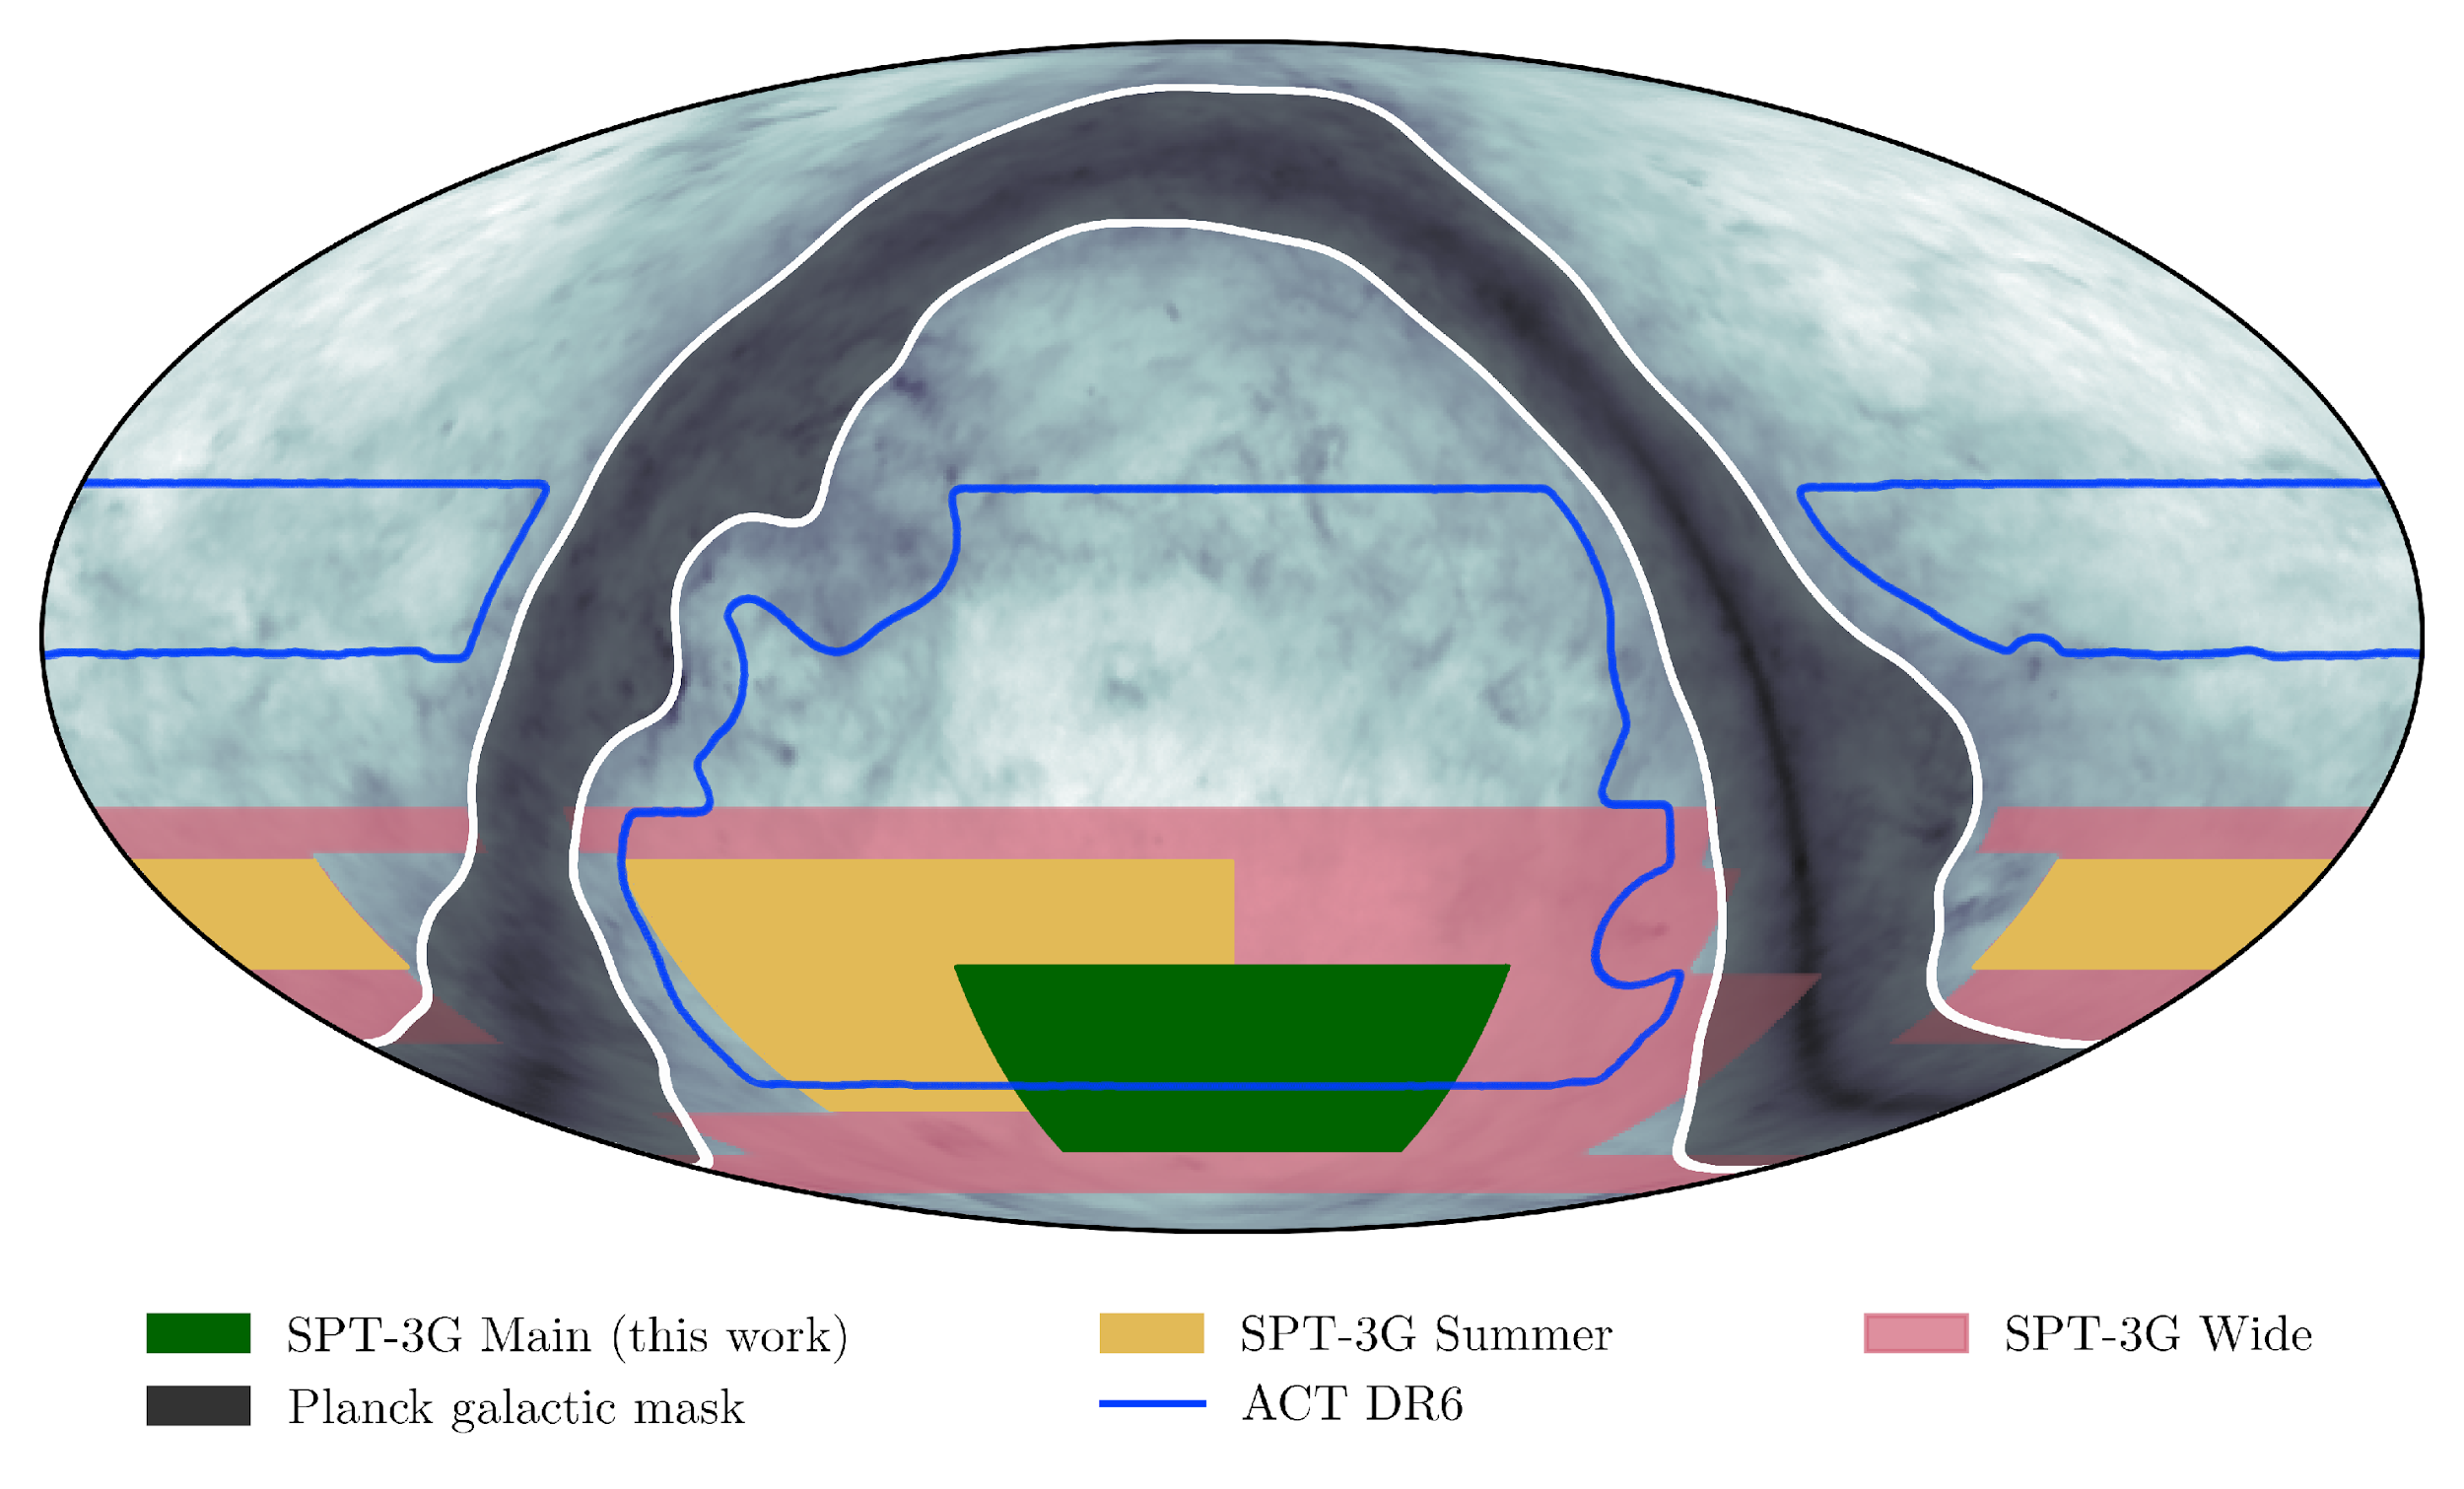 SPT-3G Main (this work)
SPT-3G Summer
SPT-3G Wide
Planck galactic mask
ACT DR6